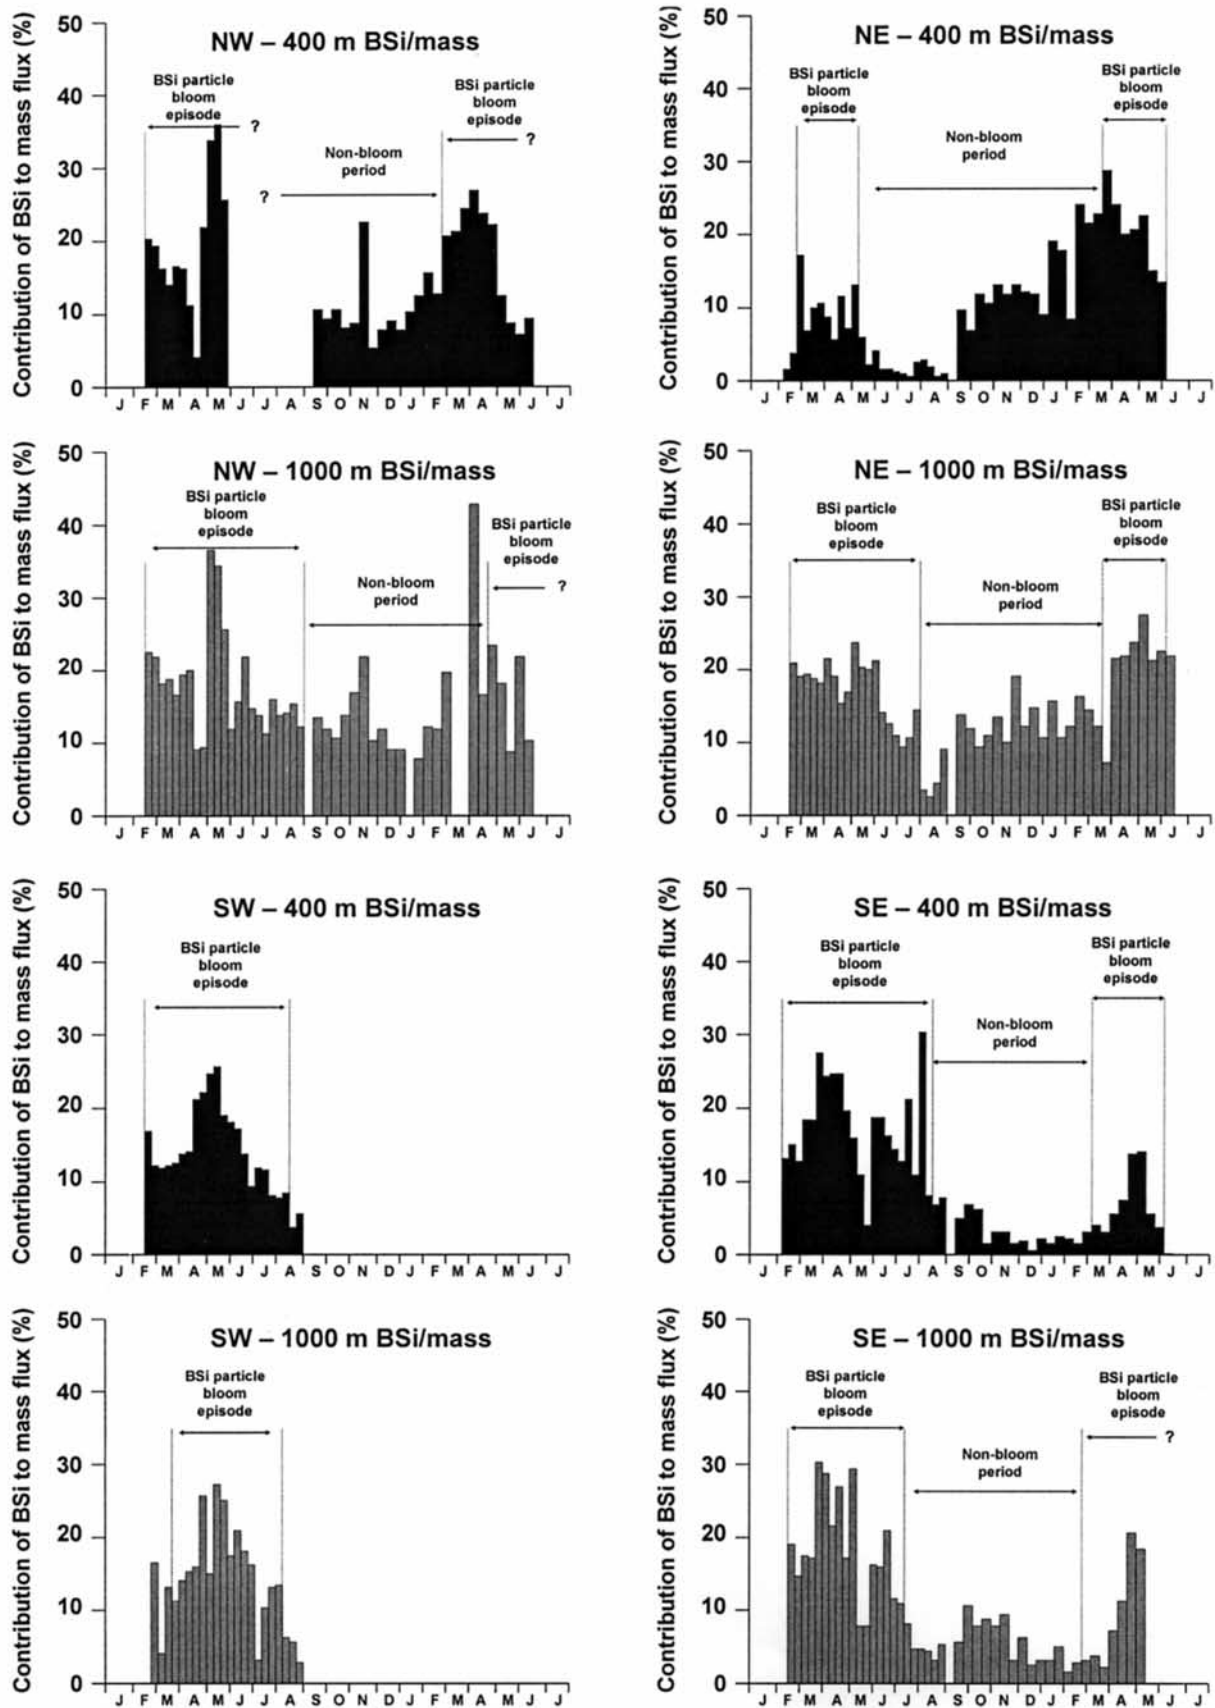 Contribution of BSi to mass flux (%)
NW – 400 m BSi/mass
50
40
30
20
10
0
BSi particle
bloom
episode
?
?
Non-bloom
period
BSi particle
bloom
episode
?
J F M A M J J A S O N D J F M A M J J
Contribution of BSi to mass flux (%)
NE – 400 m BSi/mass
50
40
30
20
10
0
BSi particle
bloom
episode
Non-bloom
period
BSi particle
bloom
episode
J F M A M J J A S O N D J F M A M J J
Contribution of BSi to mass flux (%)
NW – 1000 m BSi/mass
50
40
30
20
10
0
BSi particle
bloom
episode
Non-bloom
period
BSi particle
bloom
episode
?
J F M A M J J A S O N D J F M A M J J
Contribution of BSi to mass flux (%)
NE – 1000 m BSi/mass
50
40
30
20
10
0
BSi particle
bloom
episode
Non-bloom
period
BSi particle
bloom
episode
J F M A M J J A S O N D J F M A M J J
Contribution of BSi to mass flux (%)
SW – 400 m BSi/mass
50
40
30
20
10
0
BSi particle
bloom
episode
J F M A M J J A S O N D J F M A M J J
Contribution of BSi to mass flux (%)
SE – 400 m BSi/mass
50
40
30
20
10
0
BSi particle
bloom
episode
Non-bloom
period
BSi particle
bloom
episode
J F M A M J J A S O N D J F M A M J J
Contribution of BSi to mass flux (%)
SW – 1000 m BSi/mass
50
40
30
20
10
0
BSi particle
bloom
episode
J F M A M J J A S O N D J F M A M J J
Contribution of BSi to mass flux (%)
SE – 1000 m BSi/mass
50
40
30
20
10
0
BSi particle
bloom
episode
Non-bloom
period
BSi particle
bloom
episode
?
J F M A M J J A S O N D J F M A M J J